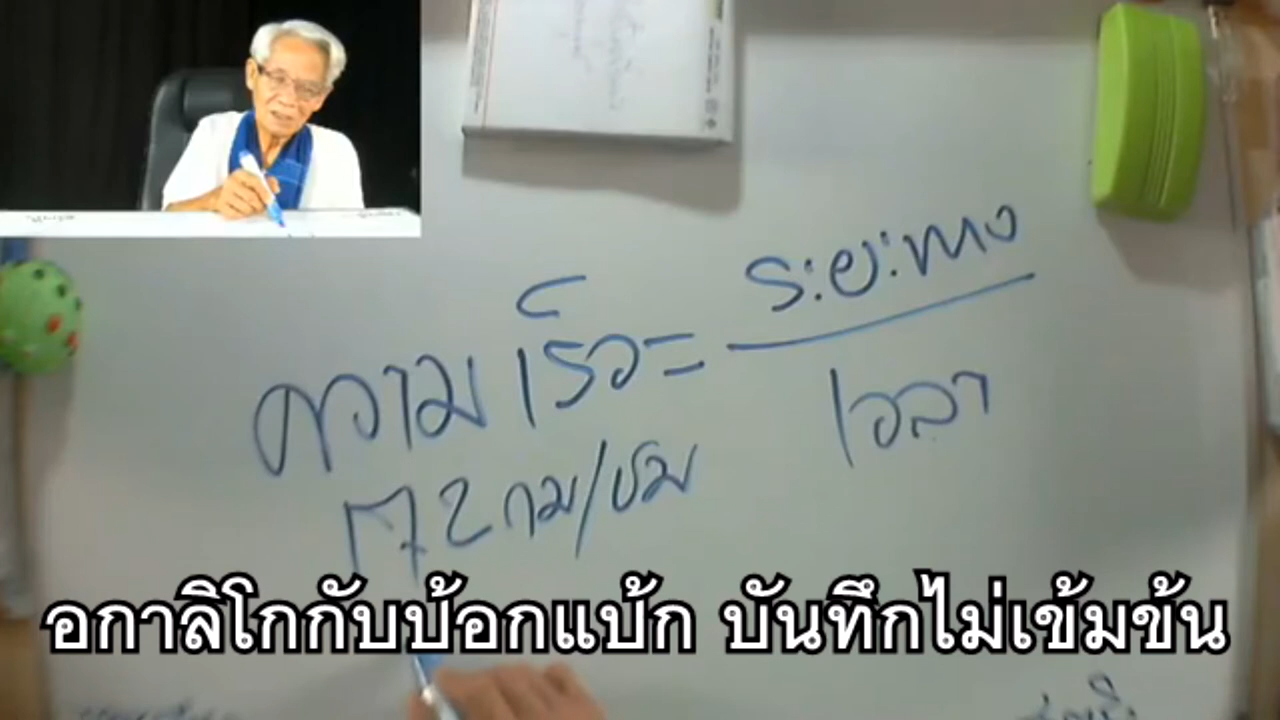 ความเร็ว = ระยะทาง
เวลา
72 กม/ชม
อกาลิโกกับป้อกแป้ก บันทึกไม่เข้มข้น